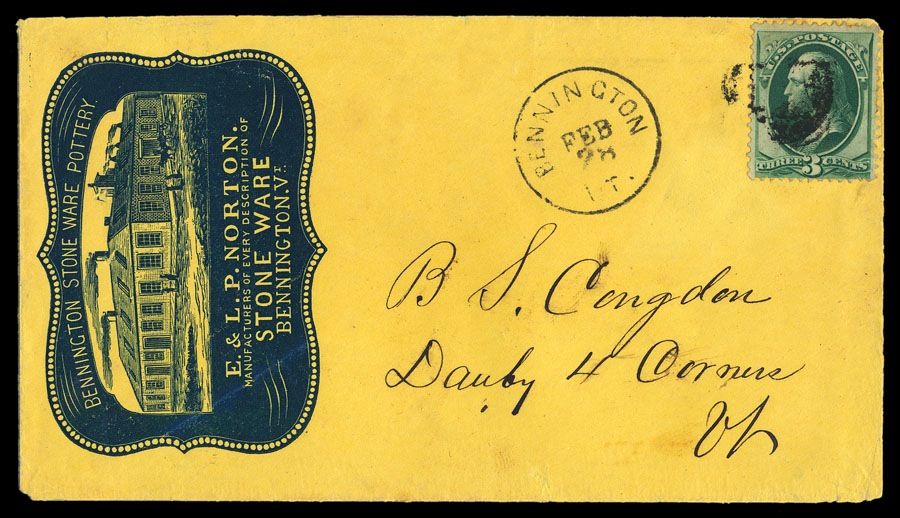 BENNINGTON STONE WARE POTTERY
E. & L. P. NORTON.
MANUFACTURERS OF EVERY DESCRIPTION OF
STONE WARE
BENNINGTON, Vt.
BENNINGTON
FEB
U.S. POSTAGE
THREE 3 CENTS
B S. Congdon
Danby 4 Corners
Vt